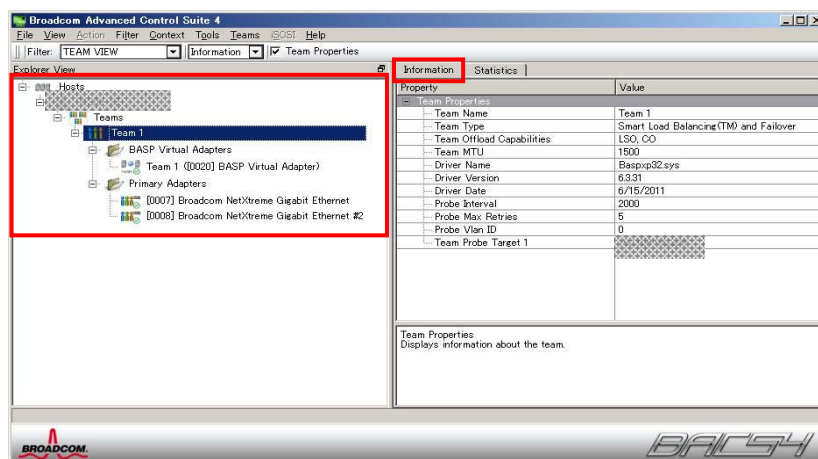 Broadcom Advanced Control Suite 4
File View Action Filter Context Tools Teams iSCSI Help
Filter: TEAM VIEW Information Team Properties
Explorer View
Hosts
Teams
Team 1
BASP Virtual Adapters
Team 1 ([0020] BASP Virtual Adapter)
Primary Adapters
[0007] Broadcom NetXtreme Gigabit Ethernet
[0008] Broadcom NetXtreme Gigabit Ethernet #2
Information Statistics
Property Value
Team Properties
Team Name Team 1
Team Type Smart Load Balancing(TM) and Failover
Team Offload Capabilities LSO, CO
Team MTU 1500
Driver Name Baspxp32.sys
Driver Version 6.3.31
Driver Date 6/15/2011
Probe Interval 2000
Probe Max Retries 5
Probe Vlan ID 0
Team Probe Target 1
Team Properties
Displays information about the team.
BROADCOM.
BACS4